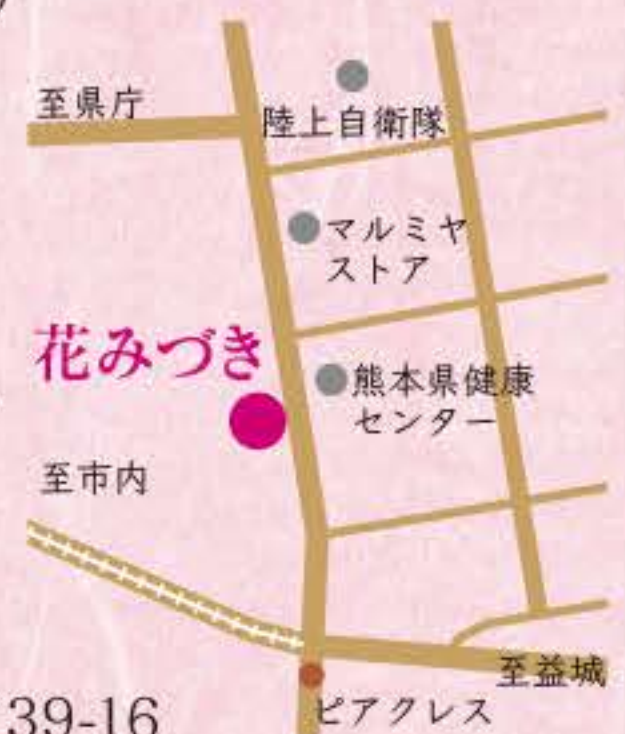 至県庁
陸上自衛隊
マルミヤ
ストア
花みづき
熊本県健康
センター
至市内
至益城
39-16
ピアクレス